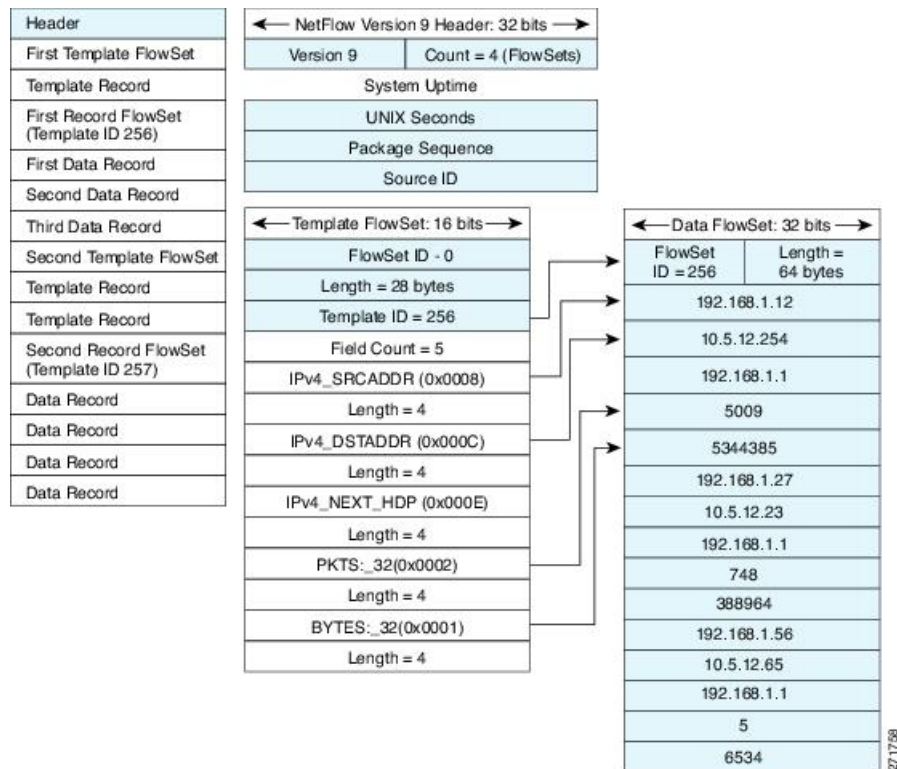 Header
First Template FlowSet
Template Record
First Record FlowSet
(Template ID 256)
First Data Record
Second Data Record
Third Data Record
Second Template FlowSet
Template Record
Template Record
Second Record FlowSet
(Template ID 257)
Data Record
Data Record
Data Record
Data Record
NetFlow Version 9 Header: 32 bits
Version 9
Count = 4 (FlowSets)
System Uptime
UNIX Seconds
Package Sequence
Source ID
Template FlowSet: 16 bits
FlowSet ID - 0
Length = 28 bytes
Template ID = 256
Field Count = 5
IPv4_SRCADDR (0x0008)
Length = 4
IPv4_DSTADDR (0x000C)
Length = 4
IPv4_NEXT_HDP (0x000E)
Length = 4
PKTS:_32(0x0002)
Length = 4
BYTES:_32(0x0001)
Length = 4
Data FlowSet: 32 bits
FlowSet
ID = 256
Length =
64 bytes
192.168.1.12
10.5.12.254
192.168.1.1
5009
5344385
192.168.1.27
10.5.12.23
192.168.1.1
748
388964
192.168.1.56
10.5.12.65
192.168.1.1
5
6534
271758